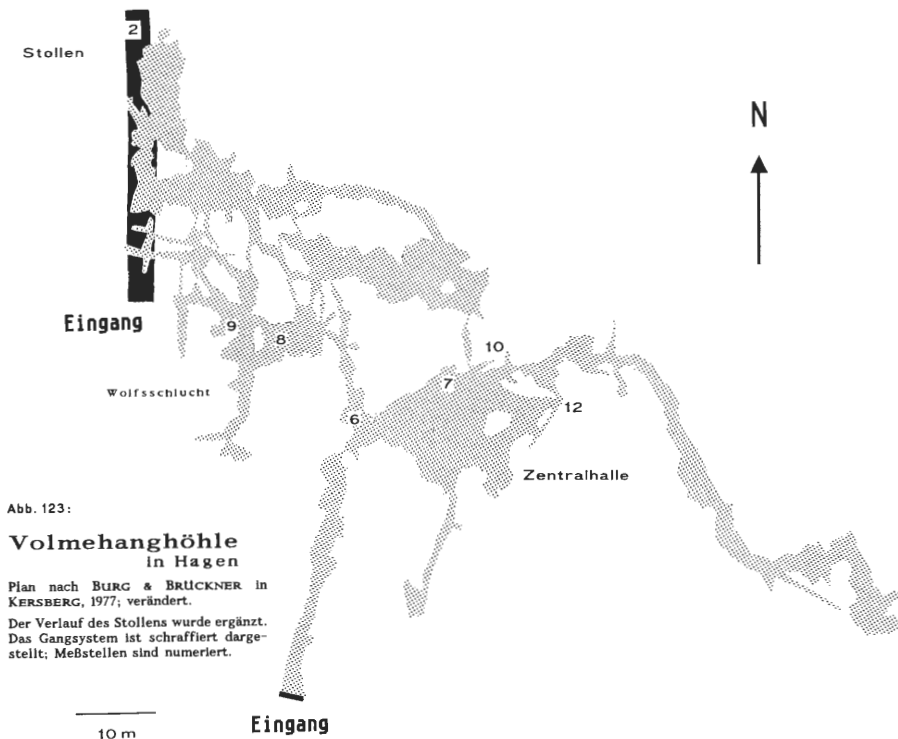 2
Stollen
N
Eingang
9
8
10
7
Wolfsschlucht
6
12
Zentralhalle
Abb. 123:
Volmehanghöhle
in Hagen
Plan nach BURG & BRÜCKNER in
KERSBERG, 1977; verändert.
Der Verlauf des Stollens wurde ergänzt.
Das Gangsystem ist schraffiert darge-
stellt; Meßstellen sind numeriert.
10 m
Eingang